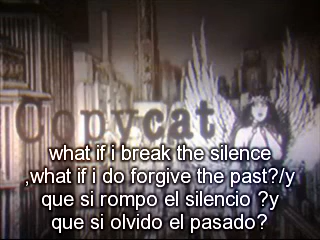 Copycat
what if i break the silence
,what if i do forgive the past?/y
que si rompo el silencio ?y
que si olvido el pasado?